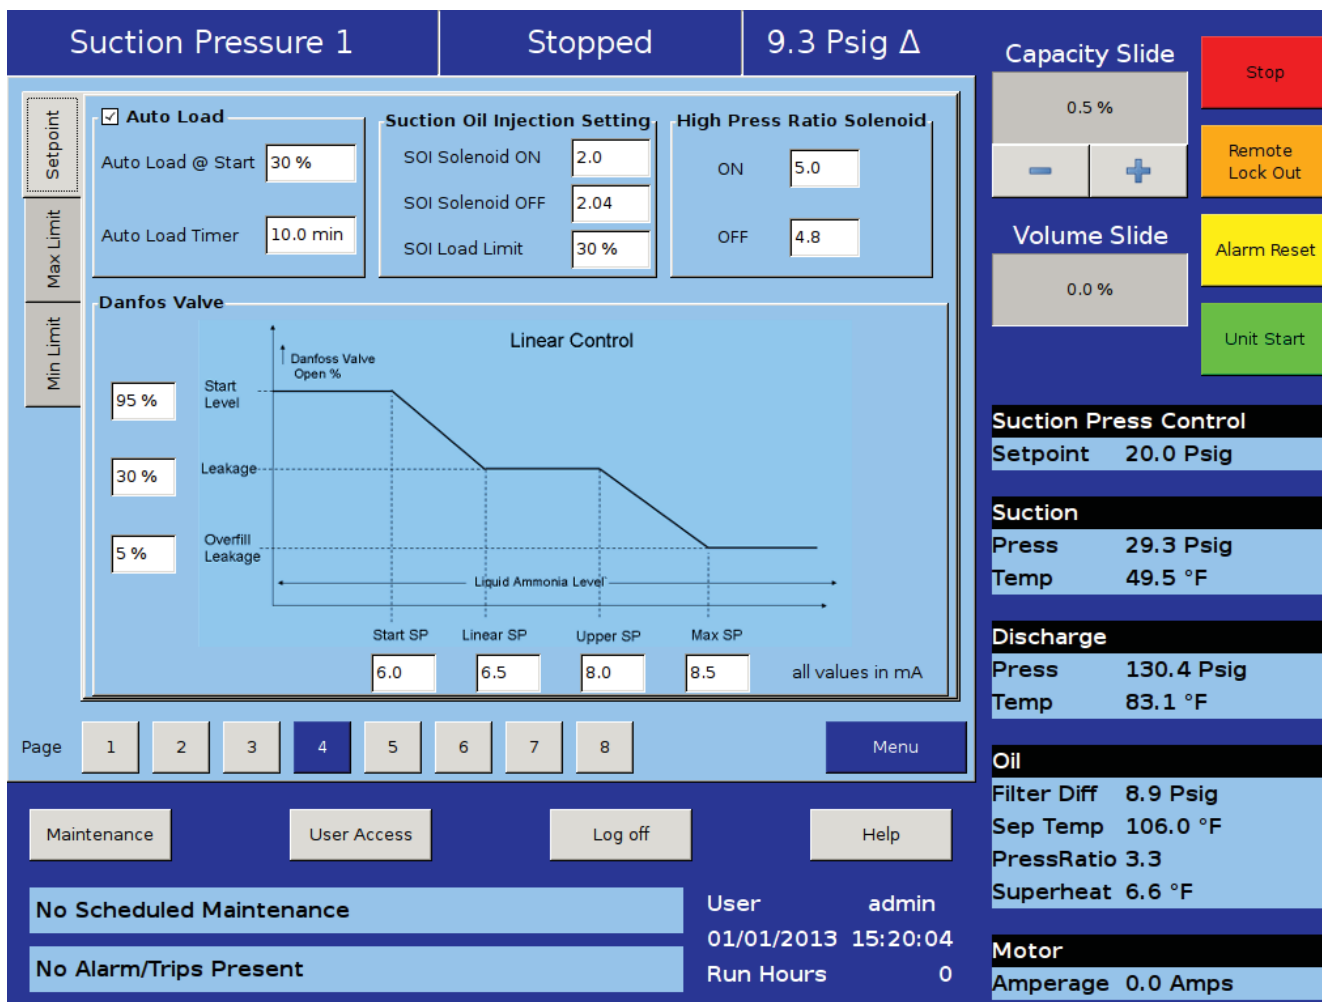 Suction Pressure 1
Stopped
9.3 Psig Δ
Setpoint
Max Limit
Min Limit
Auto Load
Auto Load @ Start 30 %
Auto Load Timer 10.0 min
Suction Oil Injection Setting
SOI Solenoid ON 2.0
SOI Solenoid OFF 2.04
SOI Load Limit 30 %
High Press Ratio Solenoid
ON 5.0
OFF 4.8
Danfos Valve
Linear Control
Danfoss Valve
Open %
95 %
Start
Level
30 %
Leakage
5 %
Overfill
Leakage
Liquid Ammonia Level
Start SP Linear SP Upper SP Max SP
6.0 6.5 8.0 8.5 all values in mA
Page 1 2 3 4 5 6 7 8 Menu
Maintenance User Access Log off Help
No Scheduled Maintenance
No Alarm/Trips Present
User admin
01/01/2013 15:20:04
Run Hours 0
Capacity Slide
0.5 %
Volume Slide
0.0 %
Stop
Remote
Lock Out
Alarm Reset
Unit Start
Suction Press Control
Setpoint 20.0 Psig
Suction
Press 29.3 Psig
Temp 49.5 °F
Discharge
Press 130.4 Psig
Temp 83.1 °F
Oil
Filter Diff 8.9 Psig
Sep Temp 106.0 °F
PressRatio 3.3
Superheat 6.6 °F
Motor
Amperage 0.0 Amps